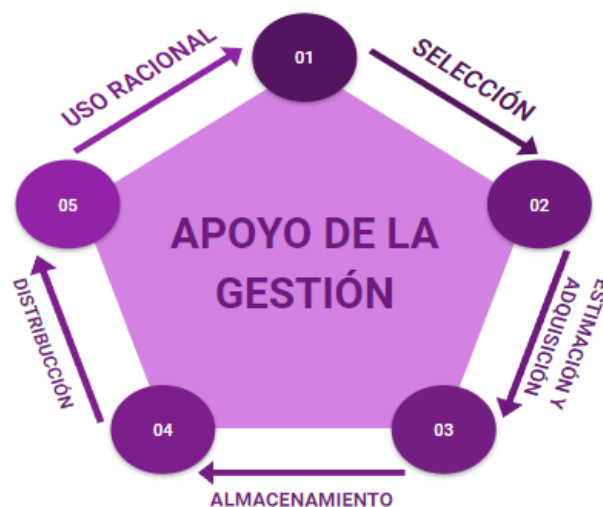 01
SELECCIÓN
02
ESTIMACIÓN Y
ADQUISICIÓN
03
ALMACENAMIENTO
04
DISTRIBUCCIÓN
05
USO RACIONAL
APOYO DE LA
GESTIÓN